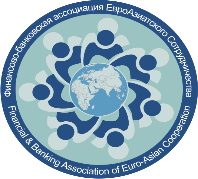 Финансово-банковская ассоциация ЕвроАзиатского Сотрудничества
Financial & Banking Association of Euro-Asian Cooperation